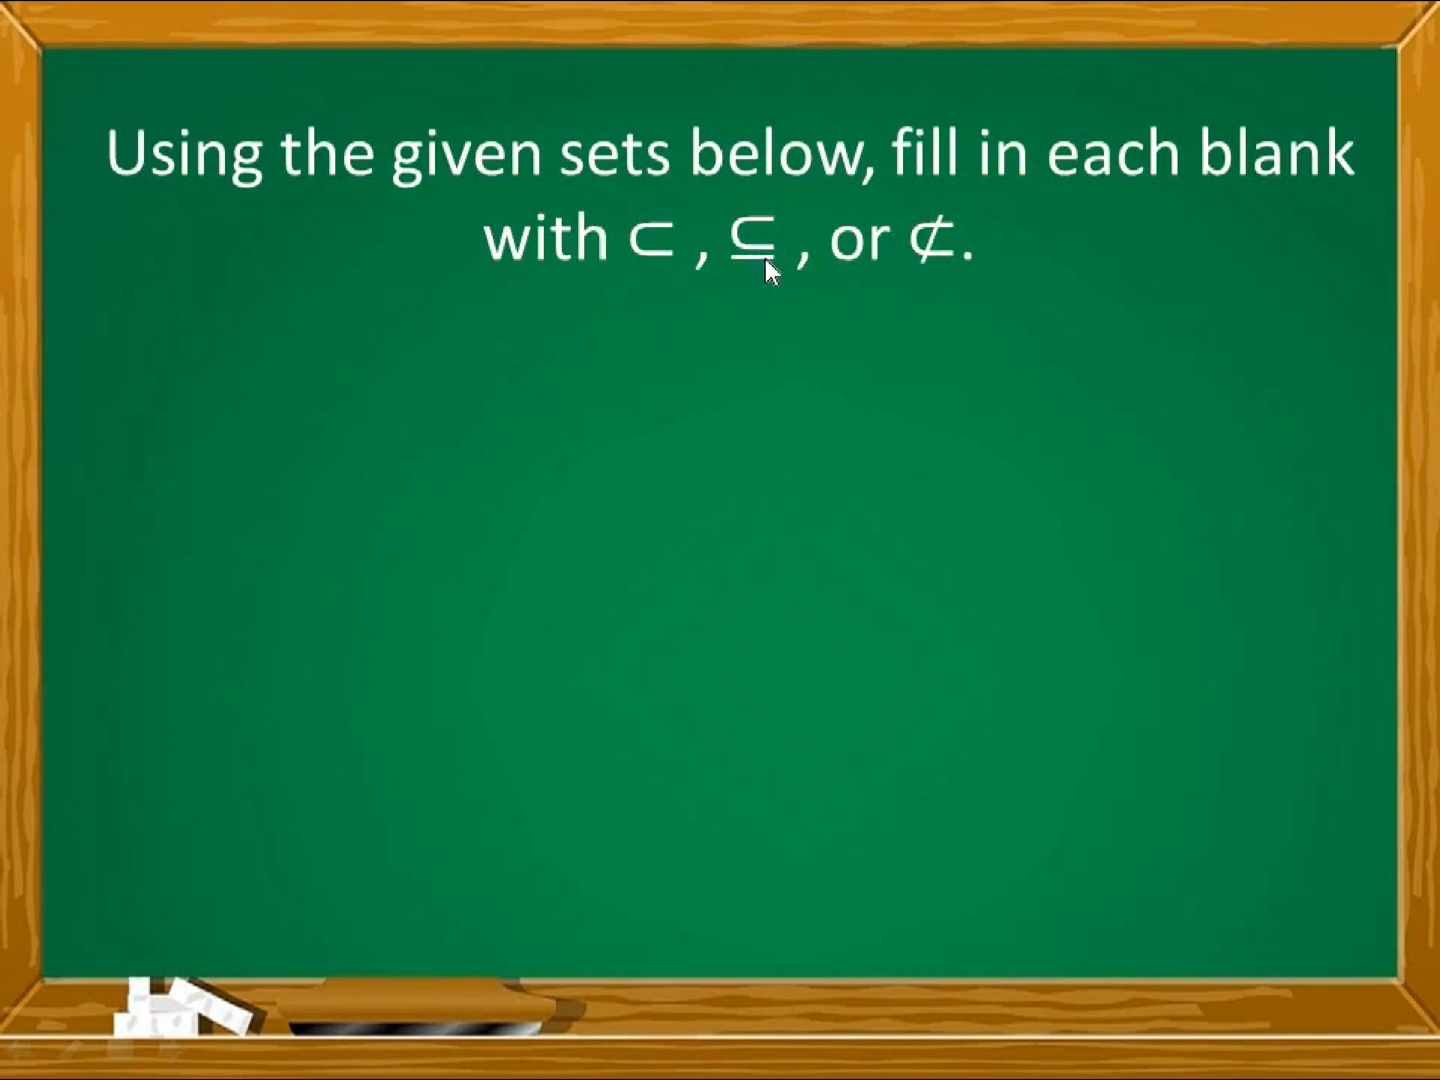 Using the given sets below, fill in each blank
with ⊂ , ⊆ , or ⊄.